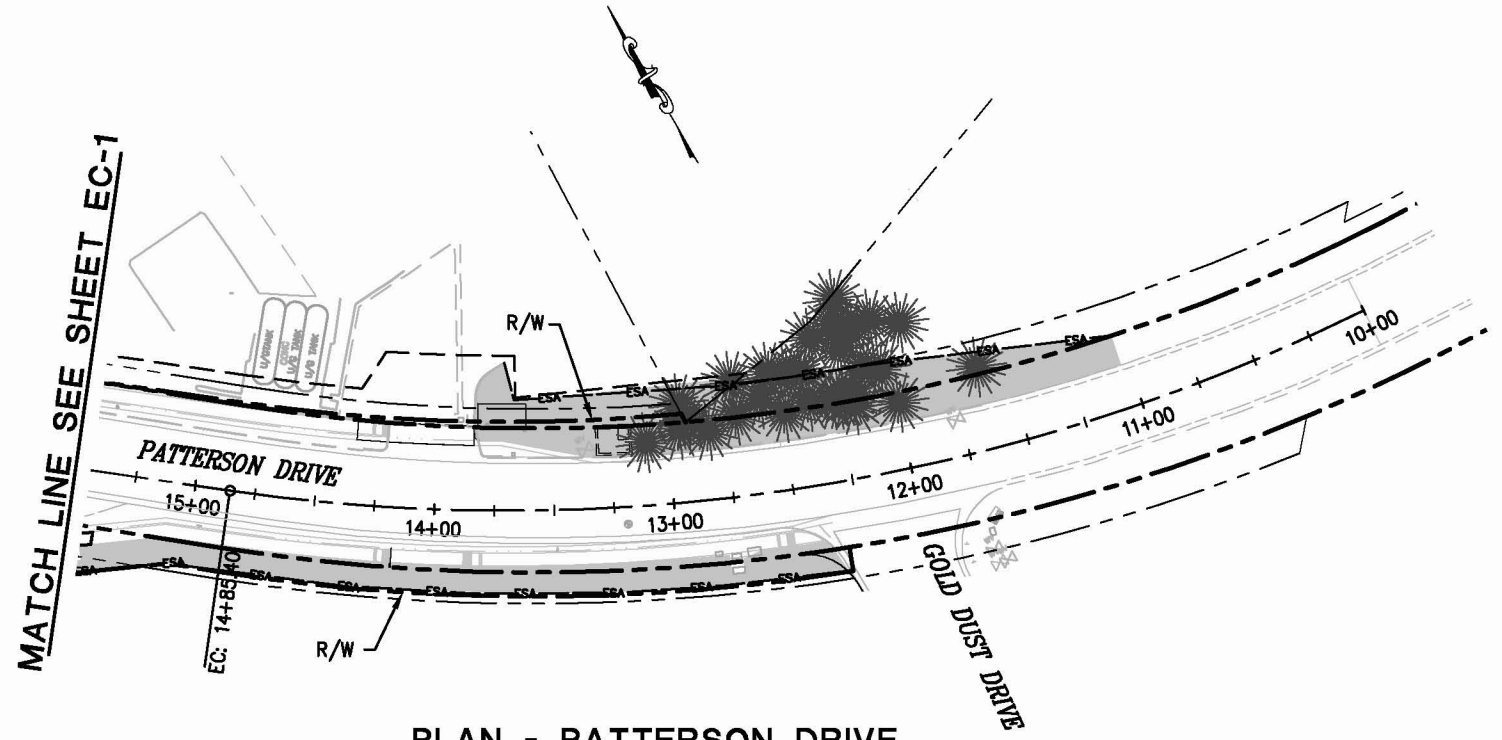 MATCH LINE SEE SHEET EC-1
U/G TANK
U/G TANK
R/W
ESA ESA ESA ESA ESA ESA ESA
PATTERSON DRIVE
10+00
11+00
12+00
13+00
14+00
15+00
EC: 14+85.40
ESA ESA ESA ESA ESA ESA ESA ESA
R/W
GOLD DUST DRIVE
PLAN - PATTERSON DRIVE